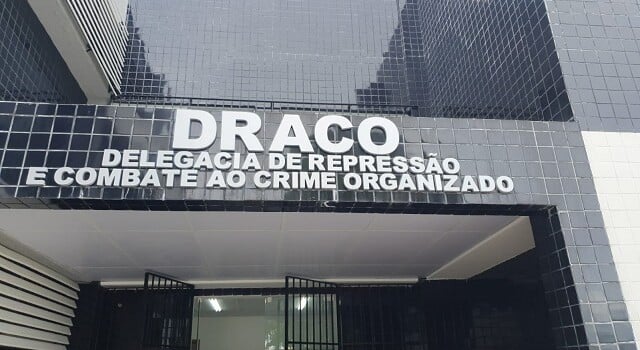 DRACO
DELEGACIA DE REPRESSÃO
E COMBATE AO CRIME ORGANIZADO